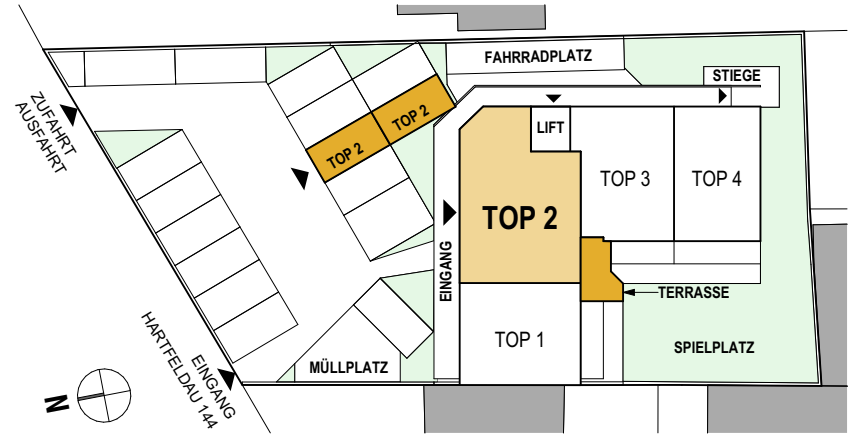 FAHRRADPLATZ
STIEGE
ZUFAHRT
AUSFAHRT
TOP 2
TOP 2
LIFT
TOP 3
TOP 4
TOP 2
EINGANG
TERRASSE
TOP 1
SPIELPLATZ
MÜLLPLATZ
EINGANG
HARTFELDAU 144
N